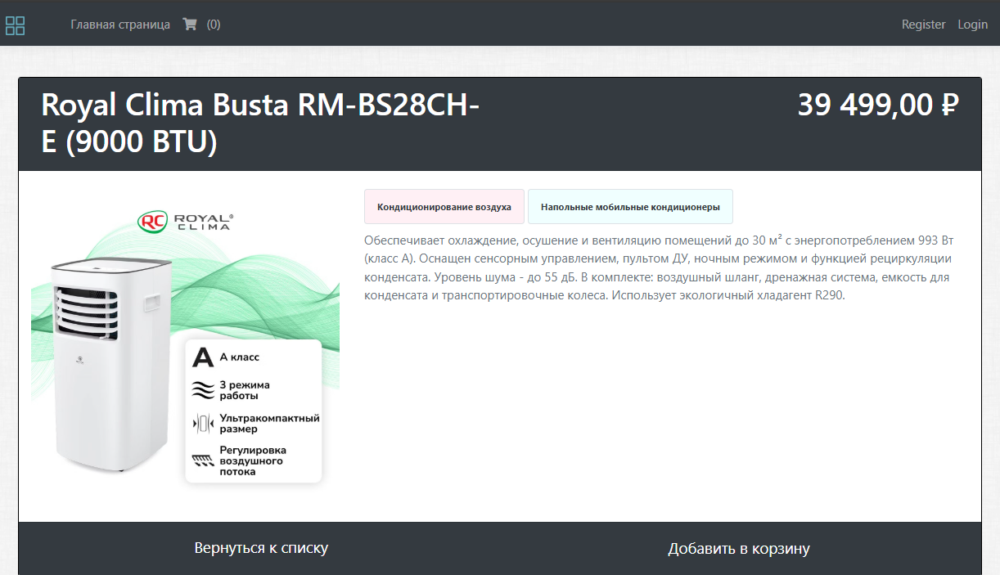 Главная страница (0) Register Login
Royal Clima Busta RM-BS28CH-
E (9000 BTU)
39 499,00 ₽
RC ROYAL®
CLIMA
Кондиционирование воздуха Напольные мобильные кондиционеры
Обеспечивает охлаждение, осушение и вентиляцию помещений до 30 м² с энергопотреблением 993 Вт
(класс А). Оснащен сенсорным управлением, пультом ДУ, ночным режимом и функцией рециркуляции
конденсата. Уровень шума - до 55 дБ. В комплекте: воздушный шланг, дренажная система, емкость для
конденсата и транспортировочные колеса. Использует экологичный хладагент R290.
A А класс
3 режима
работы
Ультракомпактный
размер
Регулировка
воздушного
потока
Вернуться к списку Добавить в корзину